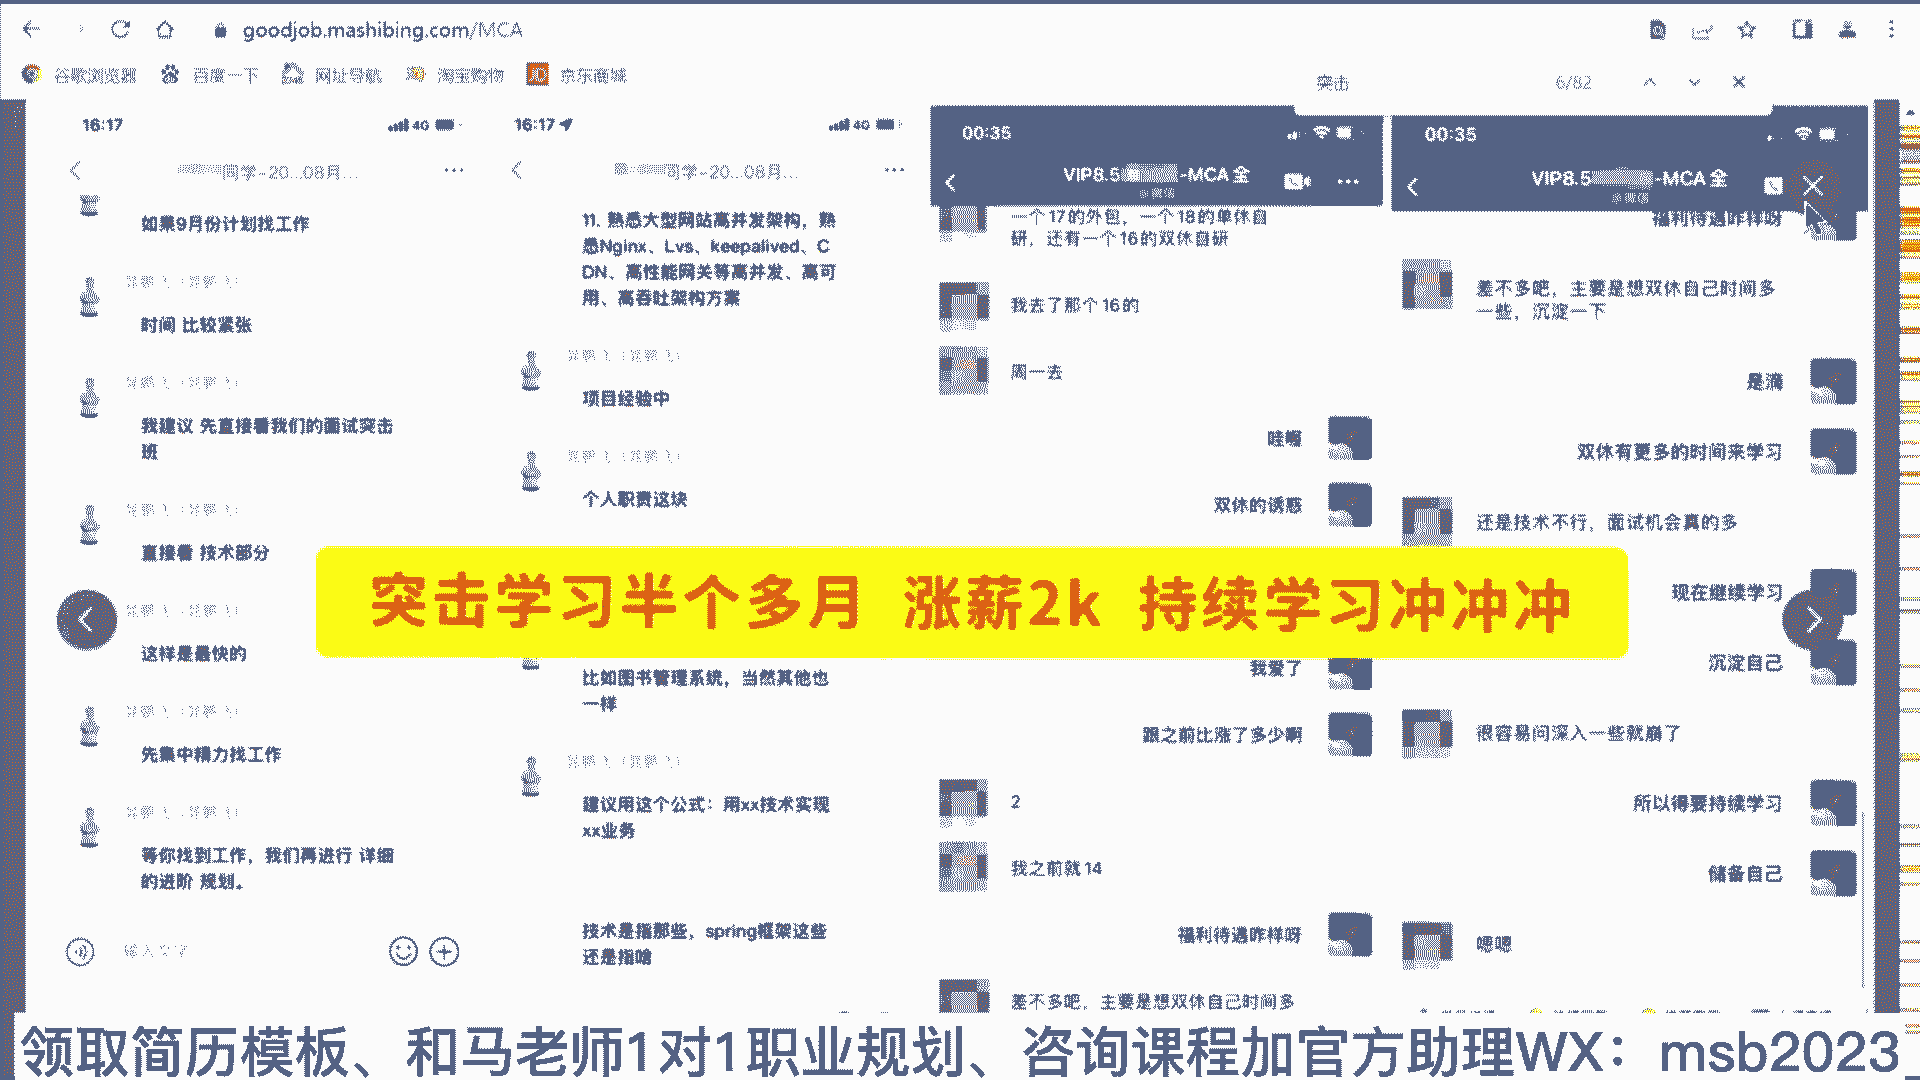 goodjob.mashibing.com/MCA
谷歌浏览器 百度一下 网址导航 淘宝购物 京东商城
突击 6/82
16:17 4G
同学-20...08月...
如果9月份计划找工作
时间 比较紧张
我建议 先直接看我们的面试突击
班
直接看 技术部分
这样是最快的
先集中精力找工作
等你找到工作，我们再进行 详细
的进阶 规划。
输入文字
16:17 4G
同学-20...08月...
11. 熟悉大型网站高并发架构，熟
悉Nginx、Lvs、keepalived、C
DN、高性能网关等高并发、高可
用、高吞吐架构方案
项目经验中
个人职责这块
比如图书管理系统，当然其他也
一样
建议用这个公式：用xx技术实现
xx业务
技术是指那些，spring框架这些
还是指啥
00:35
VIP8.5 -MCA 全
@微信
一个17的外包，一个18的单休自
研，还有一个16的双休自研
我去了那个16的
周一去
哇喔
双休的诱惑
我爱了
跟之前比涨了多少啊
2
我之前就14
福利待遇咋样呀
差不多吧，主要是想双休自己时间多
00:35
VIP8.5 -MCA 全
@微信
福利待遇咋样呀
差不多吧，主要是想双休自己时间多
一些，沉淀一下
是滴
双休有更多的时间来学习
还是技术不行，面试机会真的多
现在继续学习
沉淀自己
很容易问深入一些就崩了
所以得要持续学习
储备自己
嗯嗯
突击学习半个多月 涨薪2k 持续学习冲冲冲
领取简历模板、和马老师1对1职业规划、咨询课程加官方助理WX：msb2023_